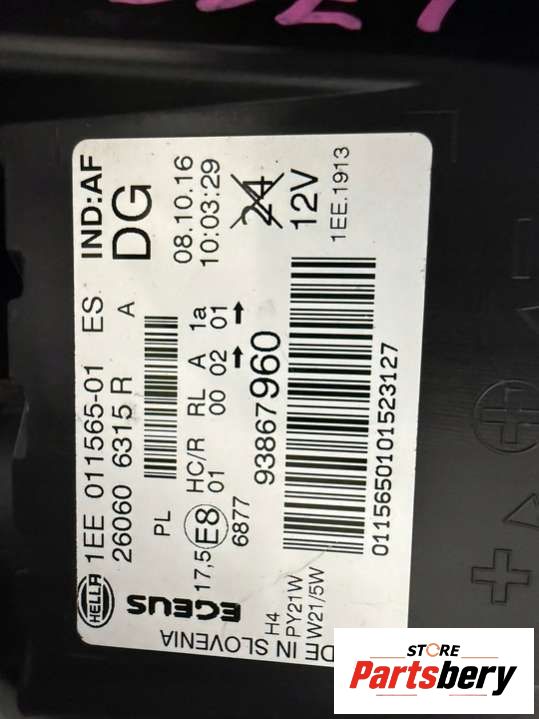 HELLA 1EE 011565-01 ES IND:AF
26060 6315 R A DG
PL
08.10.16
10:03:29
17,5 E8 HC/R RL A 1a
01 00 02 01
6877
24
12V
93867960
H4
PY21W
W21/5W
1EE.1913
0115650101523127
DE IN SLOVENIA
STORE
Partsbery